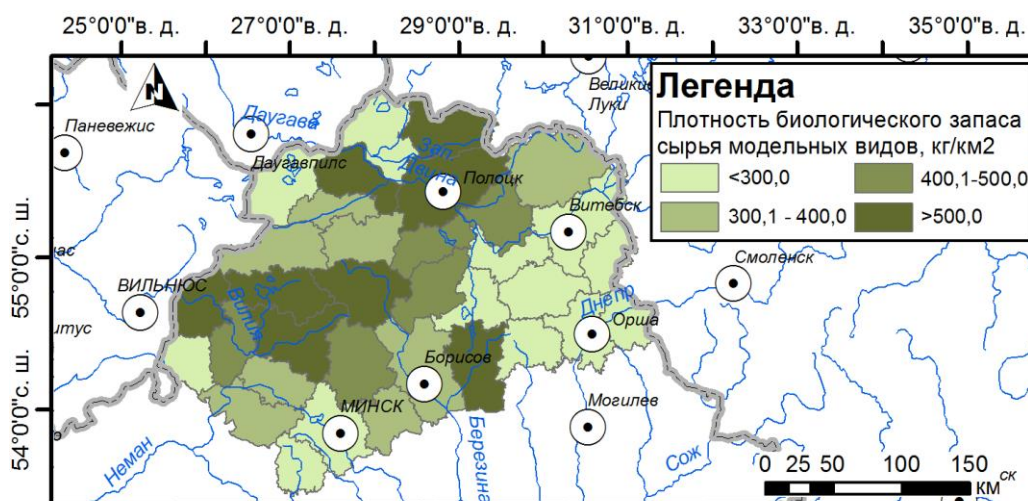 25°0'0"в. д. 27°0'0"в. д. 29°0'0"в. д. 31°0'0"в. д. 33°0'0"в. д. 35°0'0"в. д.
55°0'0"с. ш.
54°0'0"с. ш.
N
Паневежис
Даугава
Даугавпилс
Зап. Двина
Полоцк
Великие
Луки
Витебск
ВИЛЬНЮС
Вилия
Смоленск
Днепр
Орша
Борисов
МИНСК
Могилев
Неман
Березина
Сож
итус
Легенда
Плотность биологического запаса
сырья модельных видов, кг/км2
<300,0
400,1-500,0
300,1 - 400,0
>500,0
0 25 50 100 150
КМ
ск